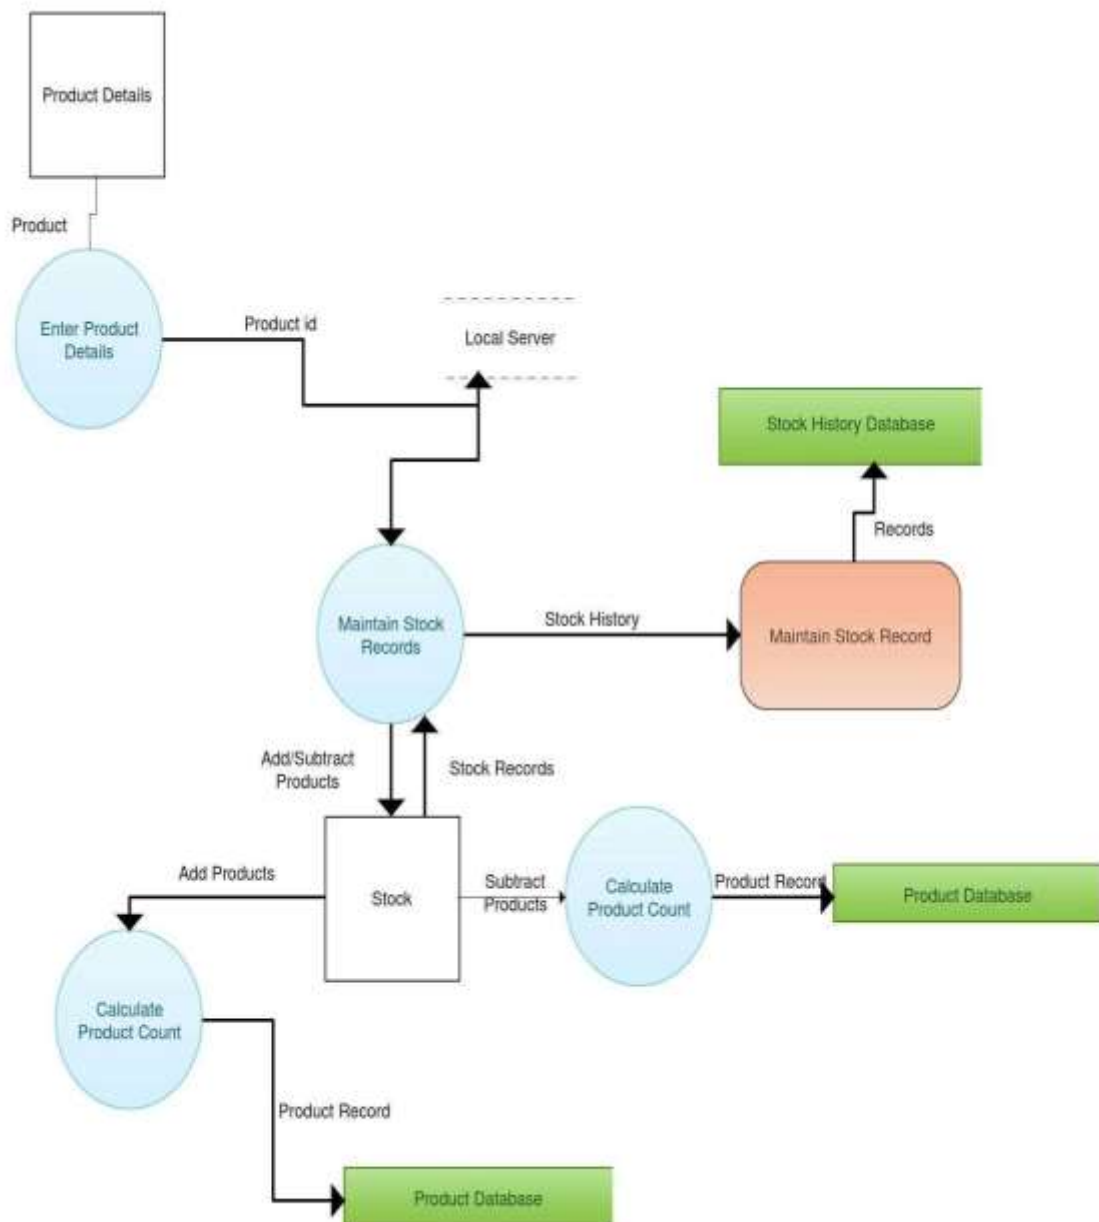 Product Details
Product
Enter Product
Details
Product id
Local Server
Stock History Database
Records
Maintain Stock
Records
Stock History
Maintain Stock Record
Add/Subtract
Products
Stock Records
Add Products
Stock
Subtract
Products
Calculate
Product Count
Product Record
Product Database
Calculate
Product Count
Product Record
Product Database